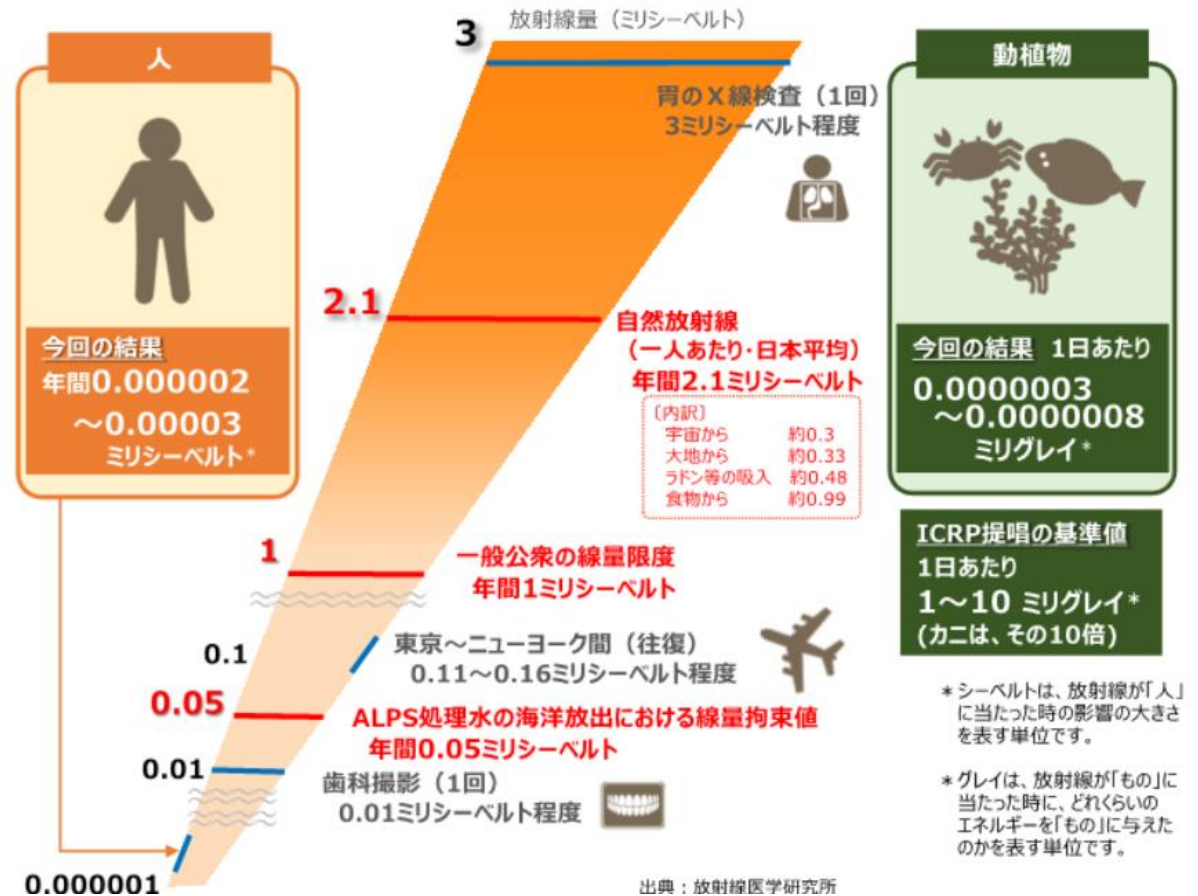 放射線量（ミリシーベルト）
3
人
今回の結果
年間0.000002
～0.00003
ミリシーベルト*
胃のＸ線検査（1回）
3ミリシーベルト程度
2.1
自然放射線
（一人あたり・日本平均）
年間2.1ミリシーベルト
〔内訳〕
宇宙から 約0.3
大地から 約0.33
ラドン等の吸入 約0.48
食物から 約0.99
1
一般公衆の線量限度
年間1ミリシーベルト
0.1
東京～ニューヨーク間（往復）
0.11～0.16ミリシーベルト程度
0.05
ALPS処理水の海洋放出における線量拘束値
年間0.05ミリシーベルト
0.01
歯科撮影（1回）
0.01ミリシーベルト程度
0.000001
出典：放射線医学研究所
動植物
今回の結果 1日あたり
0.0000003
～0.0000008
ミリグレイ*
ICRP提唱の基準値
1日あたり
1～10 ミリグレイ*
(カニは、その10倍)
*シーベルトは、放射線が「人」
に当たった時の影響の大きさ
を表す単位です。
*グレイは、放射線が「もの」に
当たった時に、どれくらいの
エネルギーを「もの」に与えた
のかを表す単位です。